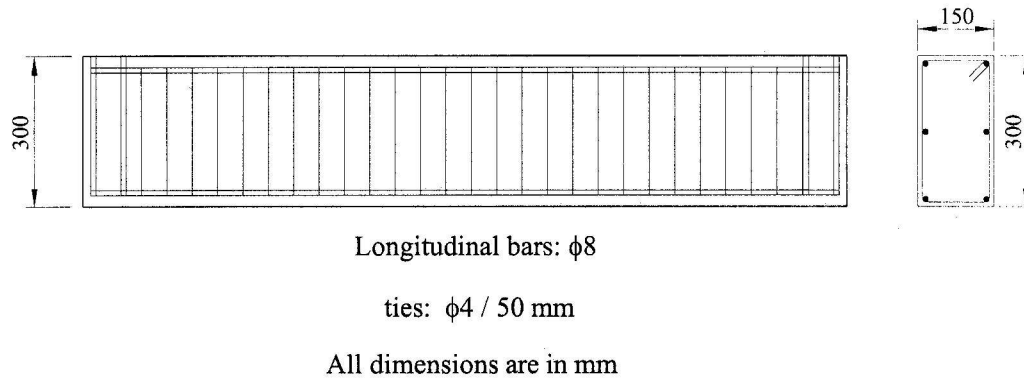 150
300
300
Longitudinal bars: ϕ8
ties: ϕ4 / 50 mm
All dimensions are in mm